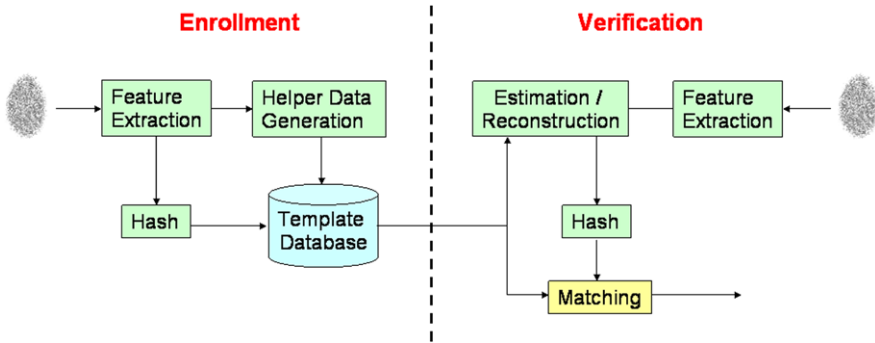 Enrollment
Verification
Feature
Extraction
Helper Data
Generation
Estimation /
Reconstruction
Feature
Extraction
Hash
Template
Database
Hash
Matching